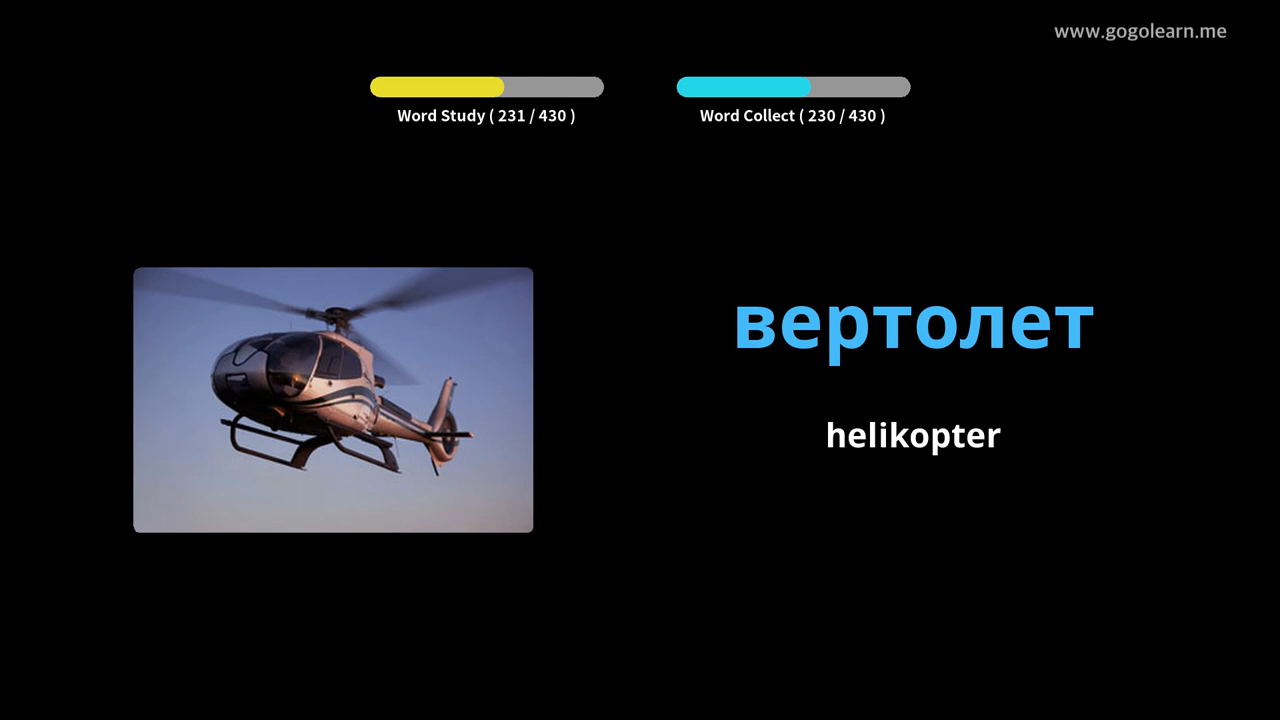 www.gogolearn.me
Word Study ( 231 / 430 )
Word Collect ( 230 / 430 )
вертолет
helikopter